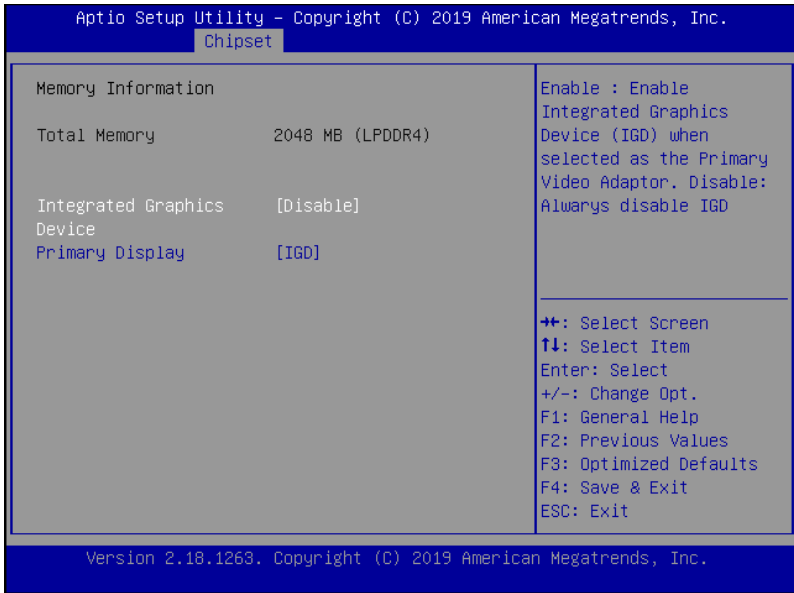 Aptio Setup Utility – Copyright (C) 2019 American Megatrends, Inc.
Chipset
Memory Information
Total Memory 2048 MB (LPDDR4)
Integrated Graphics [Disable]
Device
Primary Display [IGD]
Enable : Enable
Integrated Graphics
Device (IGD) when
selected as the Primary
Video Adaptor. Disable:
Alwarys disable IGD
→←: Select Screen
↑↓: Select Item
Enter: Select
+/-: Change Opt.
F1: General Help
F2: Previous Values
F3: Optimized Defaults
F4: Save & Exit
ESC: Exit
Version 2.18.1263. Copyright (C) 2019 American Megatrends, Inc.